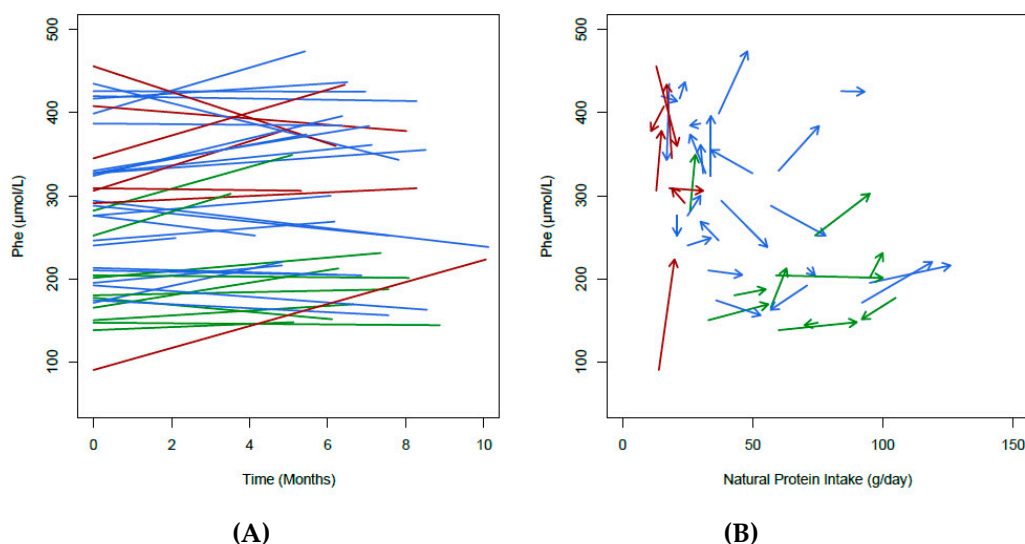 500
400
300
200
100
Phe (μmol/L)
0 2 4 6 8 10
Time (Months)
(A)
500
400
300
200
100
Phe (μmol/L)
0 50 100 150
Natural Protein Intake (g/day)
(B)